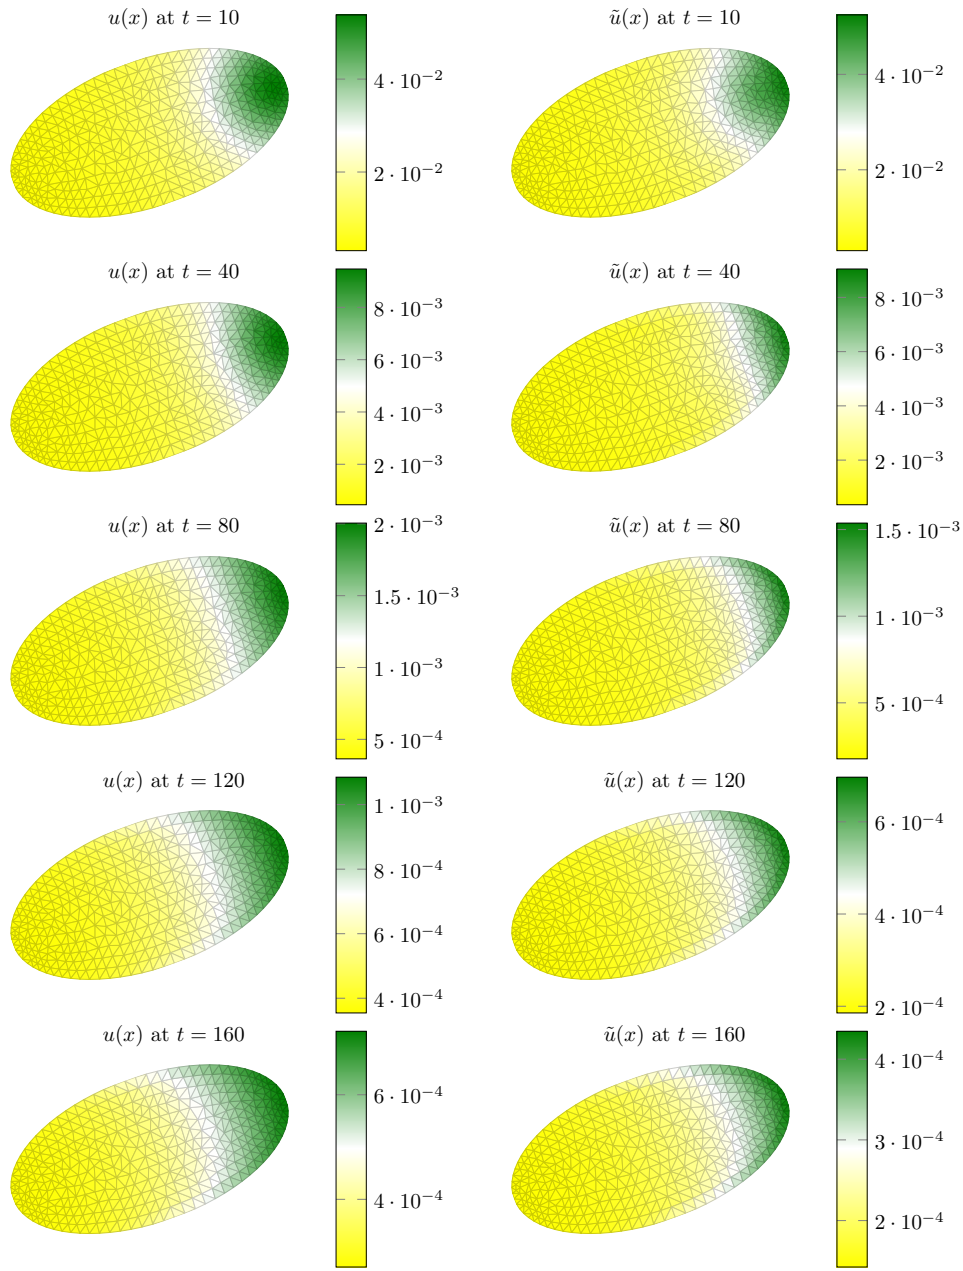 u(x) at t = 10
4 · 10⁻²
2 · 10⁻²
ũ(x) at t = 10
4 · 10⁻²
2 · 10⁻²
u(x) at t = 40
8 · 10⁻³
6 · 10⁻³
4 · 10⁻³
2 · 10⁻³
ũ(x) at t = 40
8 · 10⁻³
6 · 10⁻³
4 · 10⁻³
2 · 10⁻³
u(x) at t = 80
2 · 10⁻³
1.5 · 10⁻³
1 · 10⁻³
5 · 10⁻⁴
ũ(x) at t = 80
1.5 · 10⁻³
1 · 10⁻³
5 · 10⁻⁴
u(x) at t = 120
1 · 10⁻³
8 · 10⁻⁴
6 · 10⁻⁴
4 · 10⁻⁴
ũ(x) at t = 120
6 · 10⁻⁴
4 · 10⁻⁴
2 · 10⁻⁴
u(x) at t = 160
6 · 10⁻⁴
4 · 10⁻⁴
ũ(x) at t = 160
4 · 10⁻⁴
3 · 10⁻⁴
2 · 10⁻⁴